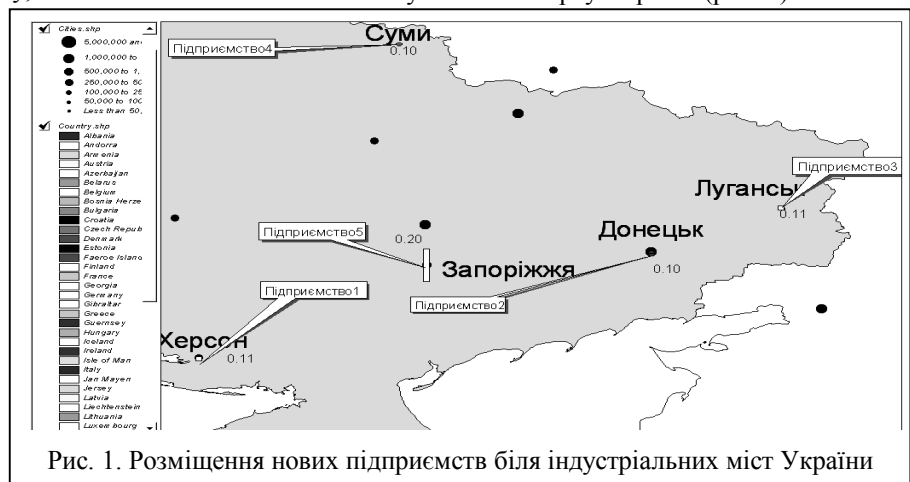 Cities.shp
5,000,000 an
1,000,000 to
500,000 to 1,
250,000 to
100,000 to 25
50,000 to 100
Less than 50,
Country.shp
Albania
Andorra
Armenia
Austria
Azerbaijan
Belarus
Belgium
Bosnia Herze
Bulgaria
Croatia
Czech Repub
Denmark
Estonia
Faeroe Island
Finland
France
Georgia
Germany
Gibraltar
Greece
Guernsey
Hungary
Iceland
Ireland
Isle of Man
Italy
Jan Mayen
Jersey
Latvia
Liechtenstein
Lithuania
Luxembourg
Суми
Підприємство4
0.10
Підприємство3
Луганськ
0.11
Підприємство5
0.20
Донецьк
Запоріжжя
0.10
Підприємство1
Підприємство2
Херсон
0.11
Рис. 1. Розміщення нових підприємств біля індустріальних міст України